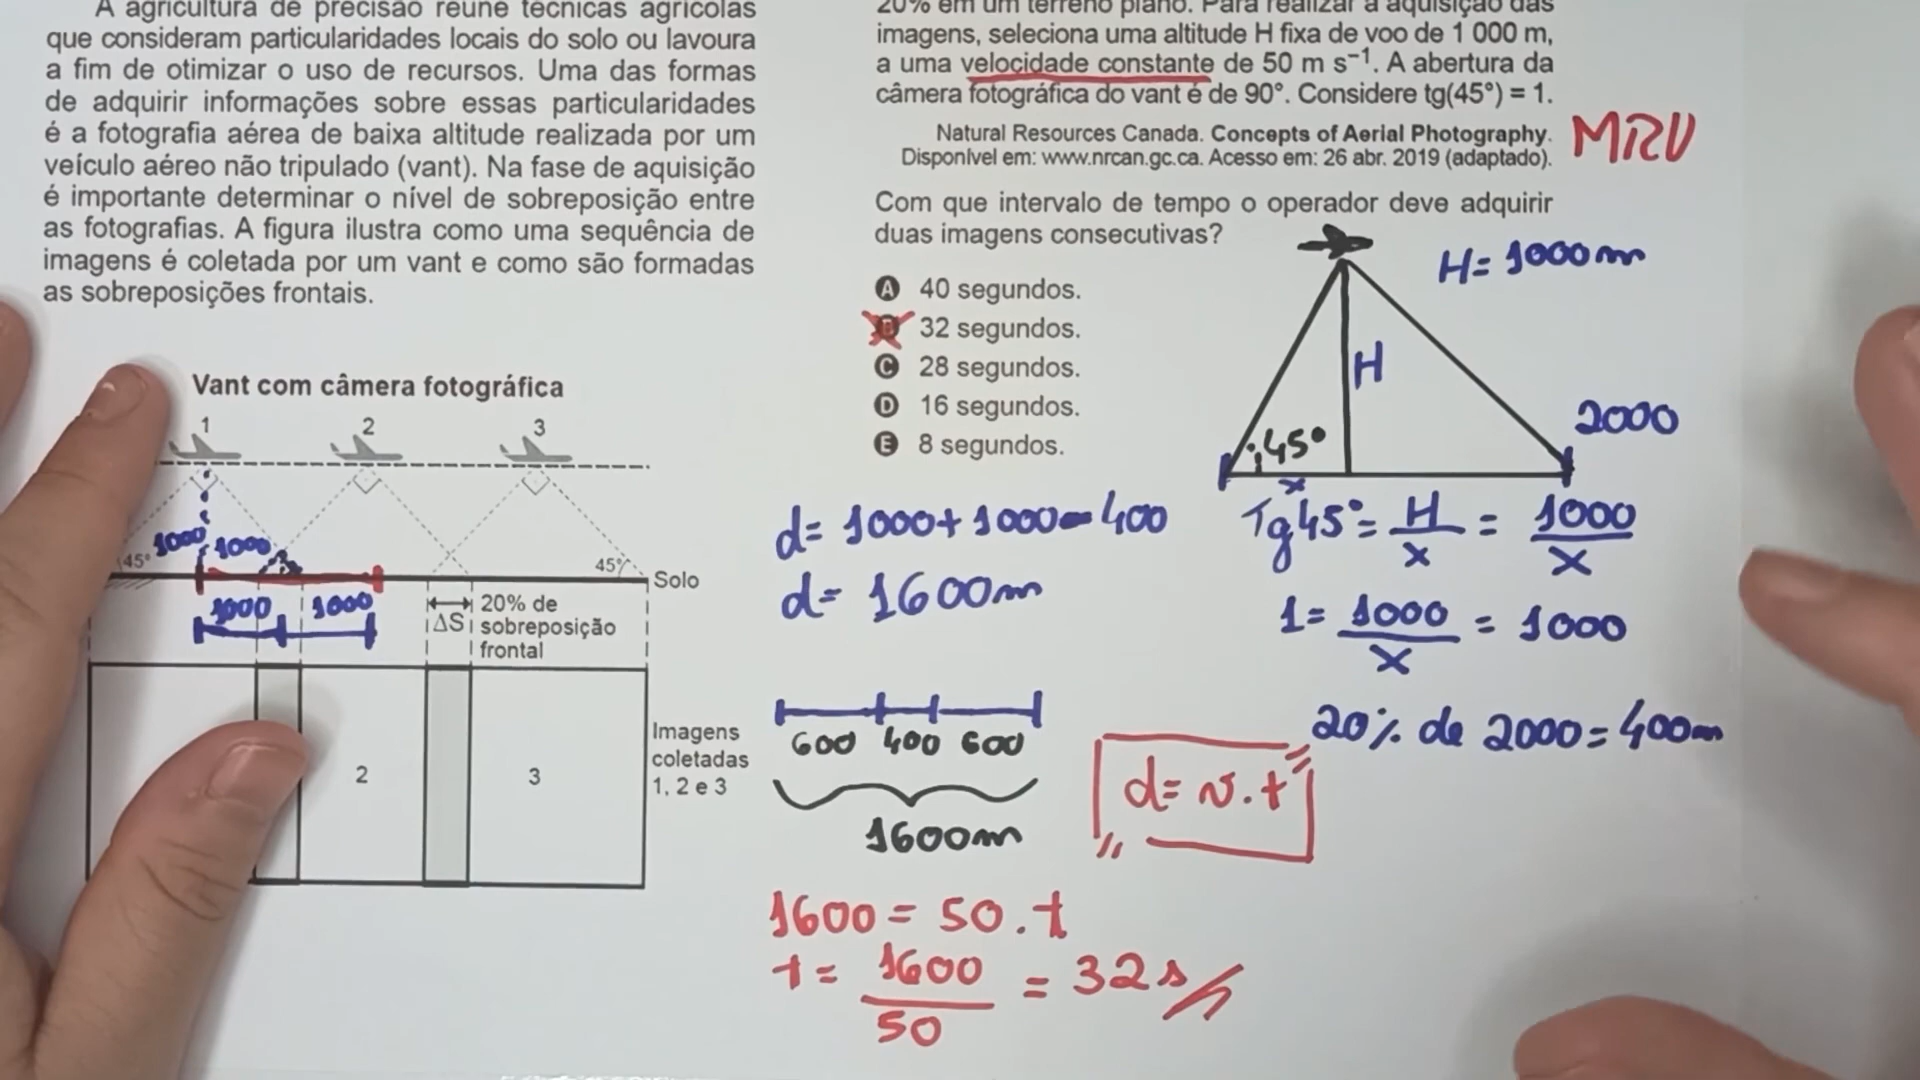 A agricultura de precisão reúne técnicas agrícolas
que consideram particularidades locais do solo ou lavoura
a fim de otimizar o uso de recursos. Uma das formas
de adquirir informações sobre essas particularidades
é a fotografia aérea de baixa altitude realizada por um
veículo aéreo não tripulado (vant). Na fase de aquisição
é importante determinar o nível de sobreposição entre
as fotografias. A figura ilustra como uma sequência de
imagens é coletada por um vant e como são formadas
as sobreposições frontais.
Vant com câmera fotográfica
1 2 3
1000 1000
45° 45°
Solo
1000 1000
ΔS
20% de
sobreposição
frontal
2 3
Imagens
coletadas
1, 2 e 3
20% em um terreno plano. Para realizar a aquisição das
imagens, seleciona uma altitude H fixa de voo de 1 000 m,
a uma velocidade constante de 50 m s⁻¹. A abertura da
câmera fotográfica do vant é de 90°. Considere tg(45°) = 1.
Natural Resources Canada. Concepts of Aerial Photography.
Disponível em: www.nrcan.gc.ca. Acesso em: 26 abr. 2019 (adaptado).
MRU
Com que intervalo de tempo o operador deve adquirir
duas imagens consecutivas?
A 40 segundos.
B 32 segundos.
C 28 segundos.
D 16 segundos.
E 8 segundos.
H= 1000m
H
45°
x
2000
d= 1000+1000-400
d= 1600m
Tg45°= H/x = 1000/x
1= 1000/x = 1000
20% de 2000=400m
600 400 600
1600m
d= v.t
1600= 50.t
t= 1600/50 = 32s